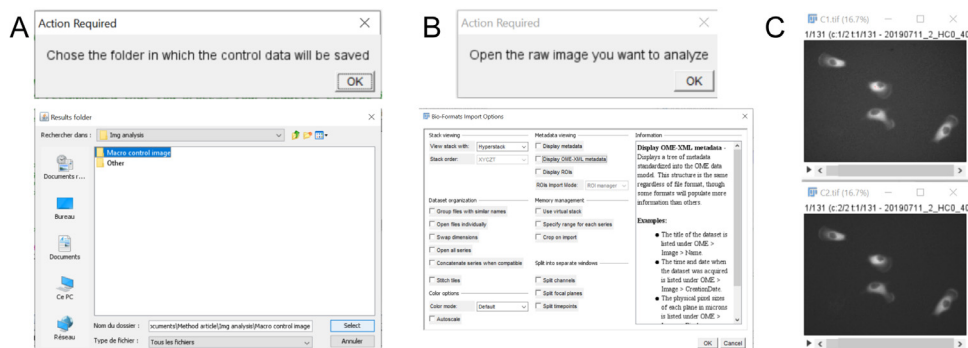 A
Action Required
Chose the folder in which the control data will be saved
OK
Results folder
Rechercher dans :
Img analysis
Macro control image
Other
Documents r...
Bureau
Documents
Ce PC
Réseau
Nom du dossier :
ocuments\Method article\Img analysis\Macro control image
Select
Type de fichier :
Tous les fichiers
Annuler
B
Action Required
Open the raw image you want to analyze
OK
Bio-Formats Import Options
Stack viewing
View stack with:
Hyperstack
Stack order:
XYCZT
Metadata viewing
Display metadata
Display OME-XML metadata
Display ROIs
ROIs Import Mode:
ROI manager
Dataset organization
Group files with similar names
Open files individually
Swap dimensions
Open all series
Concatenate series when compatible
Stitch tiles
Memory management
Use virtual stack
Specify range for each series
Crop on import
Color options
Color mode:
Default
Autoscale
Split into separate windows
Split channels
Split focal planes
Split timepoints
Information
Display OME-XML metadata -
Displays a tree of metadata
standardized into the OME data
model. This structure is the same
regardless of file format, though
some formats will populate more
information than others.
Examples:
The title of the dataset is
listed under OME >
Image > Name.
The time and date when
the dataset was acquired
is listed under OME >
Image > CreationDate.
The physical pixel sizes
of each plane in microns
is listed under OME >
OK
Cancel
C
C1.tif (16.7%)
1/131 (c:1/2 t:1/131 - 20190711_2_HC0_40
C2.tif (16.7%)
1/131 (c:2/2 t:1/131 - 20190711_2_HC0_40